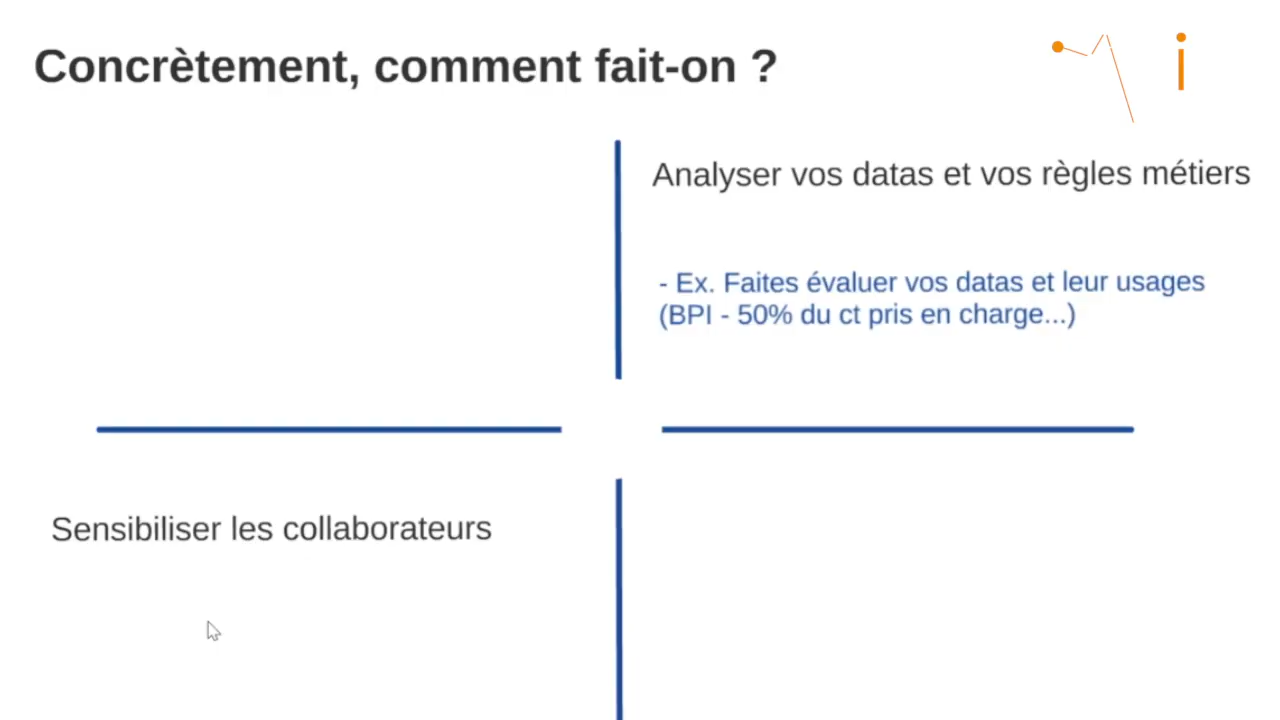 Concrètement, comment fait-on ?
i
Analyser vos datas et vos règles métiers
- Ex. Faites évaluer vos datas et leur usages
(BPI - 50% du ct pris en charge...)
Sensibiliser les collaborateurs